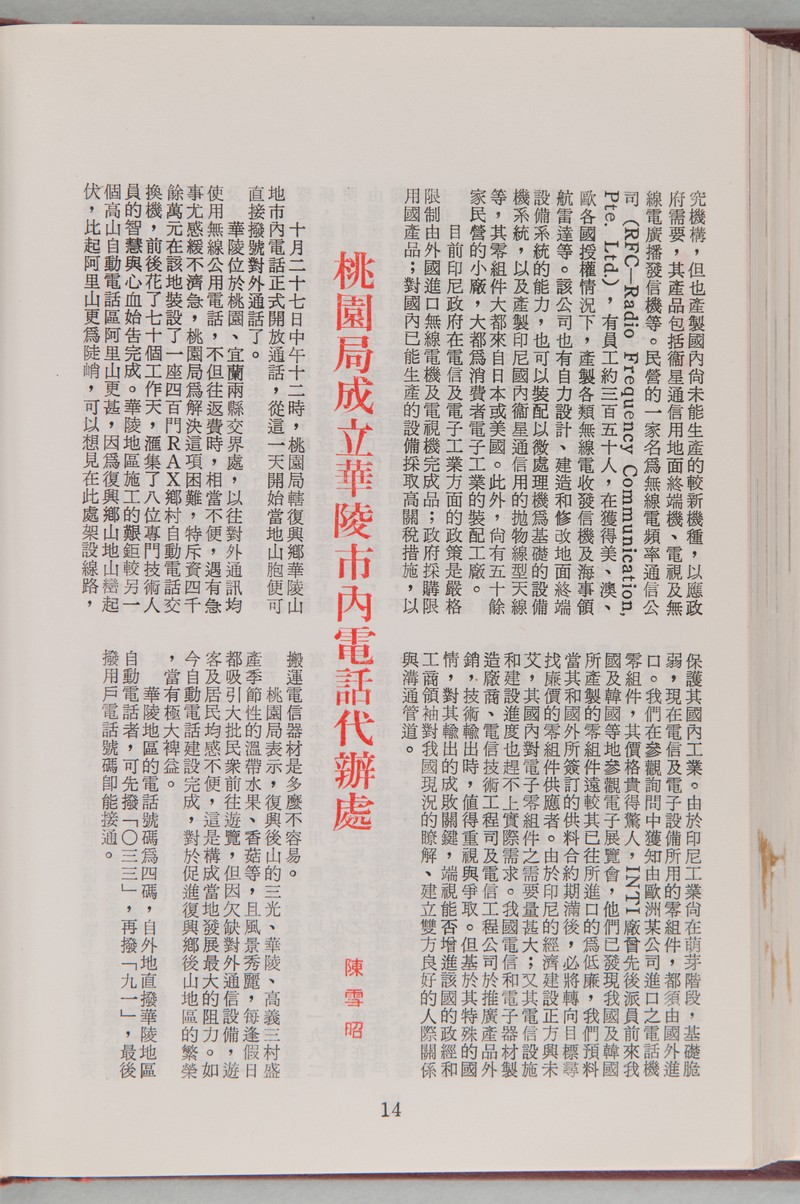 究機構，但也產製國內尙未能生產的較新機種，以應政
府需要，其產品包括衞星通信用地面終端機、電視及無
線電廣播發信機等。民營的一家名爲無線電頻率通信公
司（RFC—Radio Frequency Communication,
Pte. Ltd.），有員工約三百五十人，在獲得美、澳、
歐各國授權情況下，產製各類無線電收發信機及海事領
航雷達等。該公司也有自力設計、建造和修改地面終端
設備系統的能力，也可以裝配以微處理機爲基礎的設備
機系統，以及產製印尼國內衞星通信用的拋物線型天線
等，其零組件大都來自日本或美國。此外，尙有五十餘
家民營的小廠，大都爲消費者電子工業的裝配工廠。
目前印尼政府在電信及電子工業方面的政策是嚴格
限制由外國進口無線電機及電視機完成品；政府採購限
用國產品；對國內已能生產的設備採取高關稅措施，以
保護其國內工業。由於印尼工業尙在萌芽階段，基礎脆
弱，現在電信及電子設備所用的零組件，都須由國外進
口。我們在參觀詢問中獲知由歐洲某公司進口之電話機
零組件，其價格貴得驚人，INTI廠曾先後派員前來我
國及韓國等地參觀電子展覽會，他們已發現我國及韓國
所產製的零組件遠較其已往所進口的爲低廉，我們預料
當其和國外所簽訂的供料合約期滿後，必將轉向目標尋
找廉價的零組件供應者。由於印尼的經濟建設正方興未
艾，其國內對電子零組件之需要量甚大；又其電信設施
和建設進度也趕不上實際需求。我國電信和電子器材製
造廠商、電信技術工程司及電信工程公司於推廣產品外
銷，技術輸出時，值得重視與爭取。但基於其特殊的國
情，對其輸出的成敗關鍵，端視能否增進該國的政經和
工商領袖對我國現況的瞭解、建立雙方良好的人際關係
與溝通管道。
桃園局成立華陵市內電話代辦處
陳雪昭
十月二十七日中午十二時，桃園局轄復興鄉華陵山
地市內電話正式開放通話，從這一天開始當地山胞便可
直接撥號對外通話了。
華陵位於桃園、宜蘭兩縣交界處，以往對外通訊均
使用無線公用電話，不但往返費時，相當不便，遇有急
事尤感緩不濟急，桃園局爲解決這項困難，特斥資四千
餘萬元在該地裝設了一座四百門RAX鄉村自動電話交
換機，前後花了七十個工作天，滙集了八位專門技術人
員的智慧與心血始吿完成。華陵地區施工的艱鉅較另一
個高山自動電話區阿里山更甚，因爲復興鄉山地山巒起
伏，比起阿里山更爲陡峭，可以想見在此處架設線路，
搬運電信器材是多麼不容易。
桃園局表示，復興後山的三光、華陵、高義三村盛
產季節性的溫帶水果、香菇等，且風景秀麗，每逢假日
都吸引大批民衆前往遊覽，但因欠缺對外通信設備，遊
客及居民均感不便，這是構成當地發展最大的阻力。如
今自動電話建設完成，對於促進復興鄉後山地區的繁榮
，當有極大裨益。
華陵地區的電話號碼爲四碼，自外地直撥華陵地區
自動電話者，可先撥「〇三三」，再撥「九一」，最後
撥用戶電話號碼卽能接通。
14